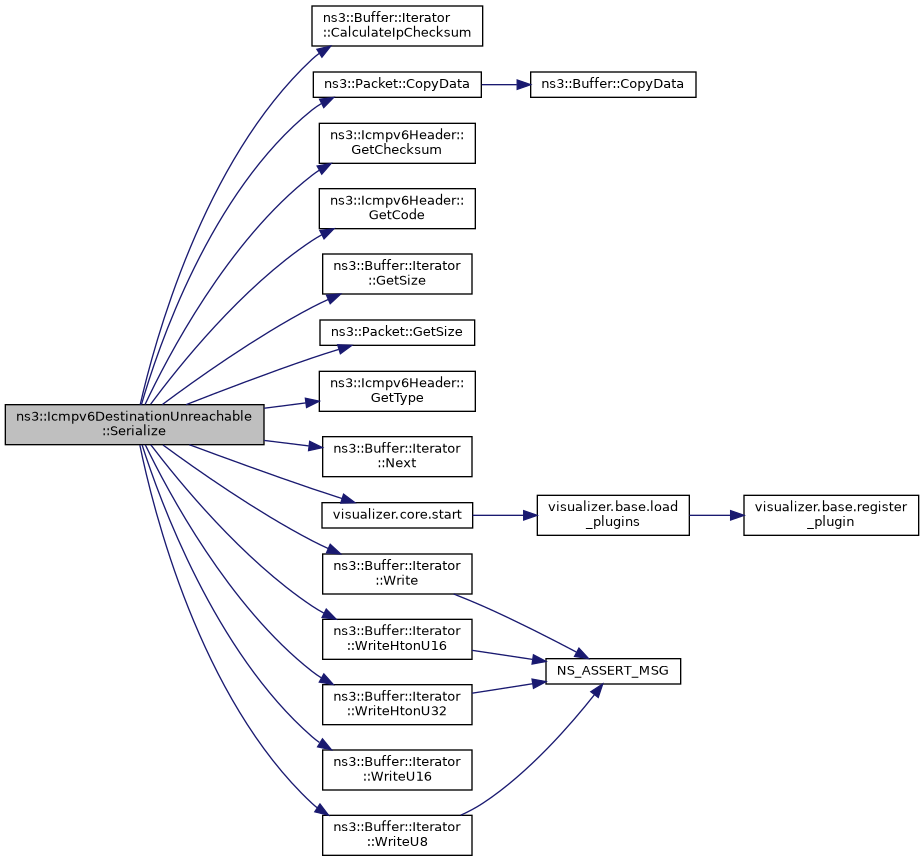 ns3::Buffer::Iterator
::CalculateIpChecksum
ns3::Packet::CopyData
ns3::Buffer::CopyData
ns3::Icmpv6Header::
GetChecksum
ns3::Icmpv6Header::
GetCode
ns3::Buffer::Iterator
::GetSize
ns3::Packet::GetSize
ns3::Icmpv6Header::
GetType
ns3::Icmpv6DestinationUnreachable
::Serialize
ns3::Buffer::Iterator
::Next
visualizer.core.start
visualizer.base.load
_plugins
visualizer.base.register
_plugin
ns3::Buffer::Iterator
::Write
ns3::Buffer::Iterator
::WriteHtonU16
NS_ASSERT_MSG
ns3::Buffer::Iterator
::WriteHtonU32
ns3::Buffer::Iterator
::WriteU16
ns3::Buffer::Iterator
::WriteU8